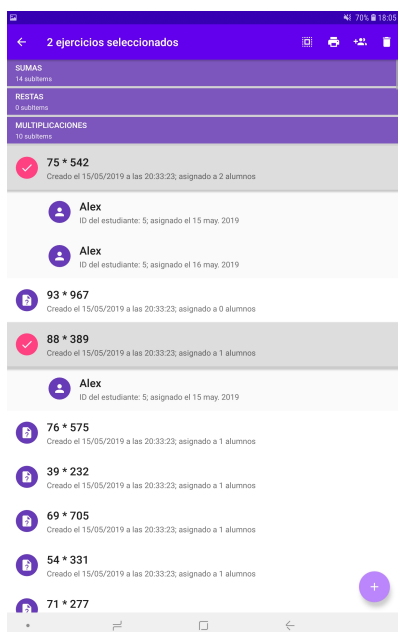 70% 18:05
2 ejercicios seleccionados
SUMAS
14 subitems
RESTAS
0 subitems
MULTIPLICACIONES
10 subitems
75 * 542
Creado el 15/05/2019 a las 20:33:23; asignado a 2 alumnos
Alex
ID del estudiante: 5; asignado el 15 may. 2019
Alex
ID del estudiante: 5; asignado el 16 may. 2019
93 * 967
Creado el 15/05/2019 a las 20:33:23; asignado a 0 alumnos
88 * 389
Creado el 15/05/2019 a las 20:33:23; asignado a 1 alumnos
Alex
ID del estudiante: 5; asignado el 15 may. 2019
76 * 575
Creado el 15/05/2019 a las 20:33:23; asignado a 1 alumnos
39 * 232
Creado el 15/05/2019 a las 20:33:23; asignado a 1 alumnos
69 * 705
Creado el 15/05/2019 a las 20:33:23; asignado a 1 alumnos
54 * 331
Creado el 15/05/2019 a las 20:33:23; asignado a 1 alumnos
71 * 277